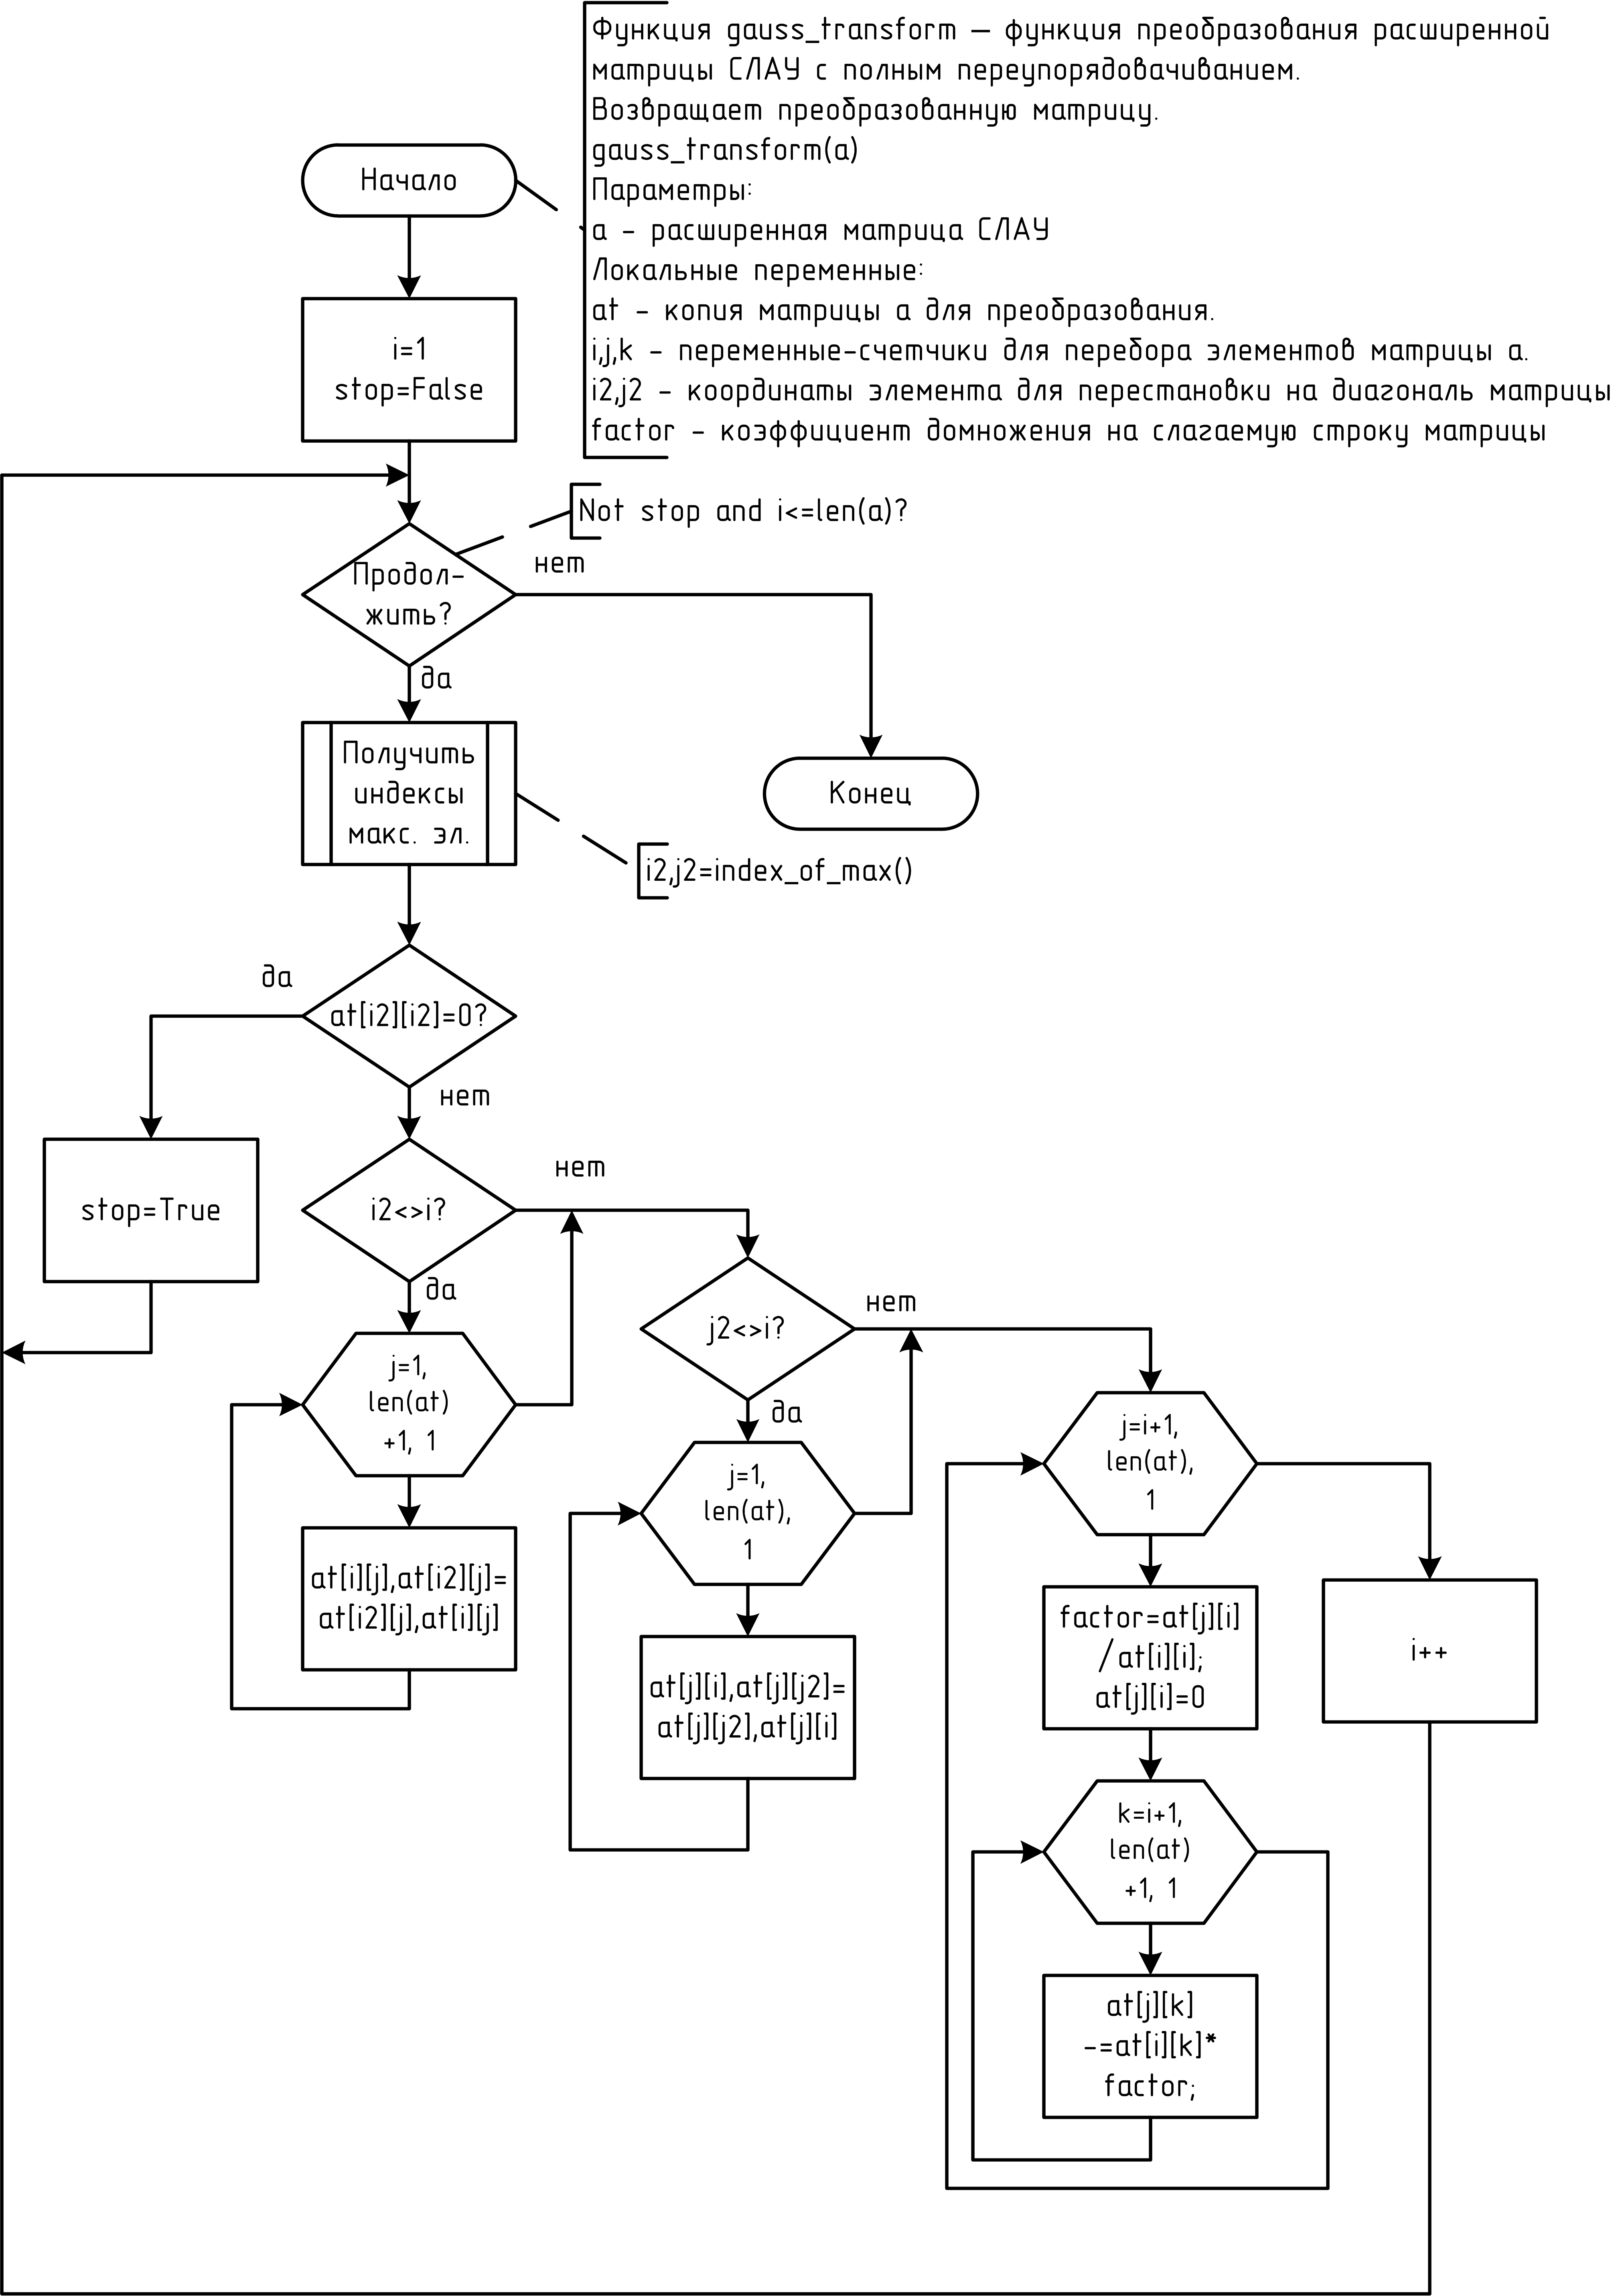 Функция gauss_transform — функция преобразования расширенной
матрицы СЛАУ с полным переупорядовачиванием.
Возвращает преобразованную матрицу.
gauss_transform(a)
Параметры:
a - расширенная матрица СЛАУ
Локальные переменные:
at - копия матрицы a для преобразования.
i,j,k - переменные-счетчики для перебора элементов матрицы a.
i2,j2 - координаты элемента для перестановки на диагональ матрицы
factor - коэффициент домножения на слагаемую строку матрицы
Начало
i=1
stop=False
Not stop and i<=len(a)?
Продол-
жить?
нет
да
Конец
Получить
индексы
макс. эл.
i2,j2=index_of_max()
at[i2][i2]=0?
да
нет
stop=True
i2<>i?
нет
да
j=1,
len(at)
+1, 1
at[i][j],at[i2][j]=
at[i2][j],at[i][j]
j2<>i?
нет
да
j=1,
len(at),
1
at[j][i],at[j][j2]=
at[j][j2],at[j][i]
j=i+1,
len(at),
1
factor=at[j][i]
/at[i][i];
at[j][i]=0
k=i+1,
len(at)
+1, 1
at[j][k]
-=at[i][k]*
factor;
i++